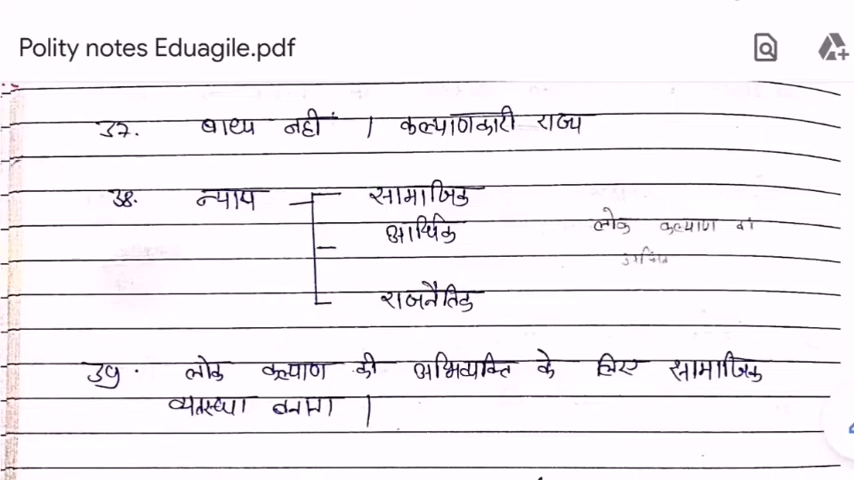 Polity notes Eduagile.pdf
37. बाध्य नहीं । कल्याणकारी राज्य
38. न्याय सामाजिक
आर्थिक लोक कल्याण की
राजनैतिक
39. लोक कल्याण की अभिव्यक्ति के लिए सामाजिक
व्यवस्था बनाना ।